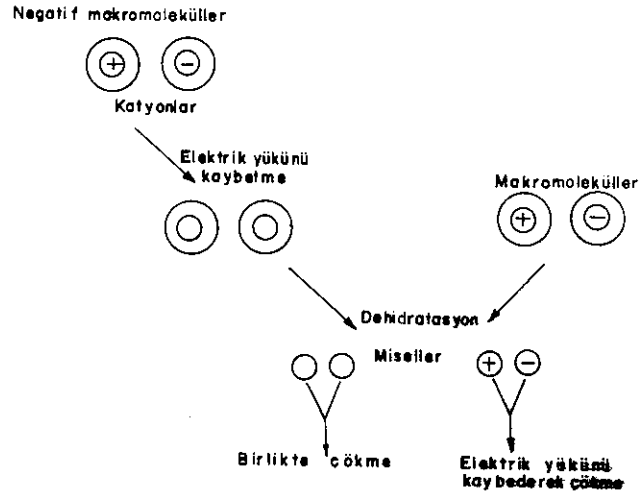 Negatif makromoleküller
+ −
Katyonlar
Elektrik yükünü
kaybetme
Makromoleküller
+ −
Dehidratasyon
Miseller
+ −
Birlikte çökme
Elektrik yükünü
kaybederek çökme